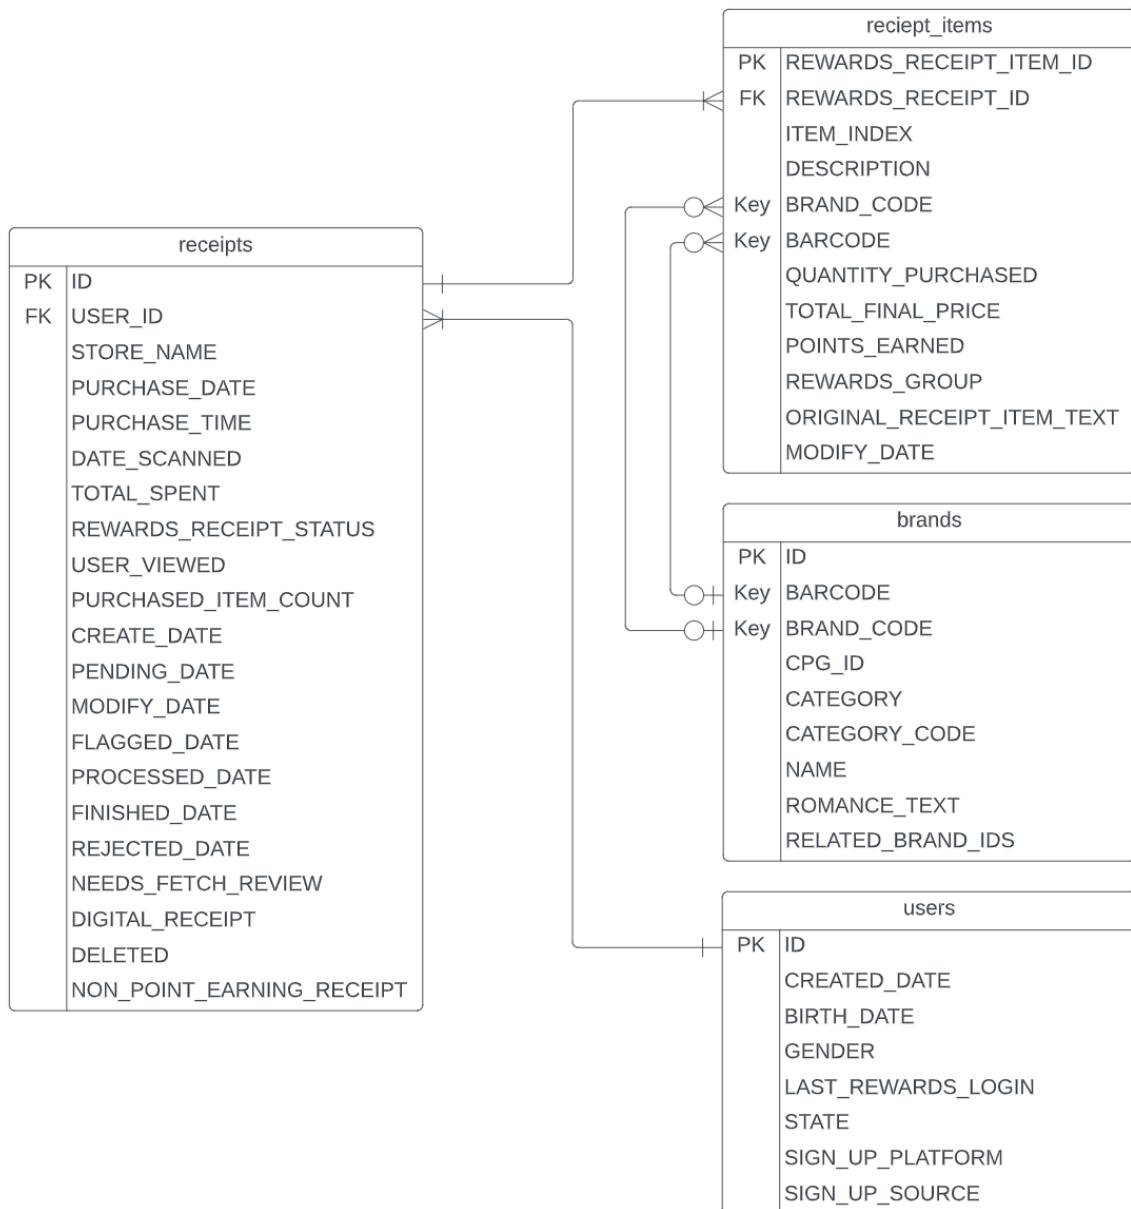 receipts
PK ID
FK USER_ID
STORE_NAME
PURCHASE_DATE
PURCHASE_TIME
DATE_SCANNED
TOTAL_SPENT
REWARDS_RECEIPT_STATUS
USER_VIEWED
PURCHASED_ITEM_COUNT
CREATE_DATE
PENDING_DATE
MODIFY_DATE
FLAGGED_DATE
PROCESSED_DATE
FINISHED_DATE
REJECTED_DATE
NEEDS_FETCH_REVIEW
DIGITAL_RECEIPT
DELETED
NON_POINT_EARNING_RECEIPT
reciept_items
PK REWARDS_RECEIPT_ITEM_ID
FK REWARDS_RECEIPT_ID
ITEM_INDEX
DESCRIPTION
Key BRAND_CODE
Key BARCODE
QUANTITY_PURCHASED
TOTAL_FINAL_PRICE
POINTS_EARNED
REWARDS_GROUP
ORIGINAL_RECEIPT_ITEM_TEXT
MODIFY_DATE
brands
PK ID
Key BARCODE
Key BRAND_CODE
CPG_ID
CATEGORY
CATEGORY_CODE
NAME
ROMANCE_TEXT
RELATED_BRAND_IDS
users
PK ID
CREATED_DATE
BIRTH_DATE
GENDER
LAST_REWARDS_LOGIN
STATE
SIGN_UP_PLATFORM
SIGN_UP_SOURCE